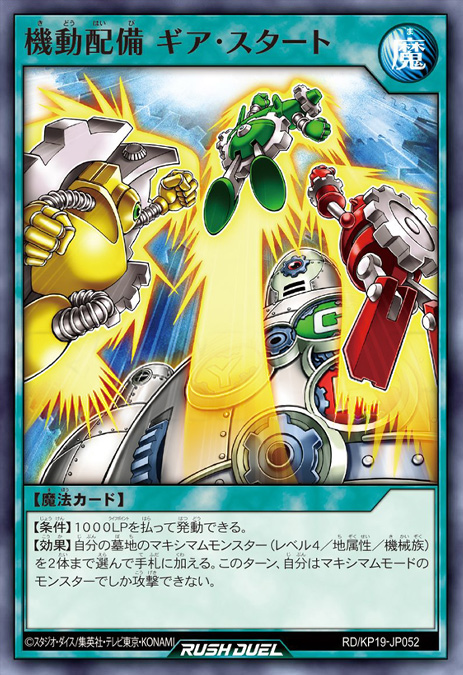 機動配備 ギア・スタート
魔
【魔法カード】
【条件】1000LPを払って発動できる。
【効果】自分の墓地のマキシマムモンスター(レベル4/地属性/機械族)
を2体まで選んで手札に加える。このターン、自分はマキシマムモードの
モンスターでしか攻撃できない。
©スタジオ・ダイス/集英社・テレビ東京・KONAMI
RUSH DUEL
RD/KP19-JP052